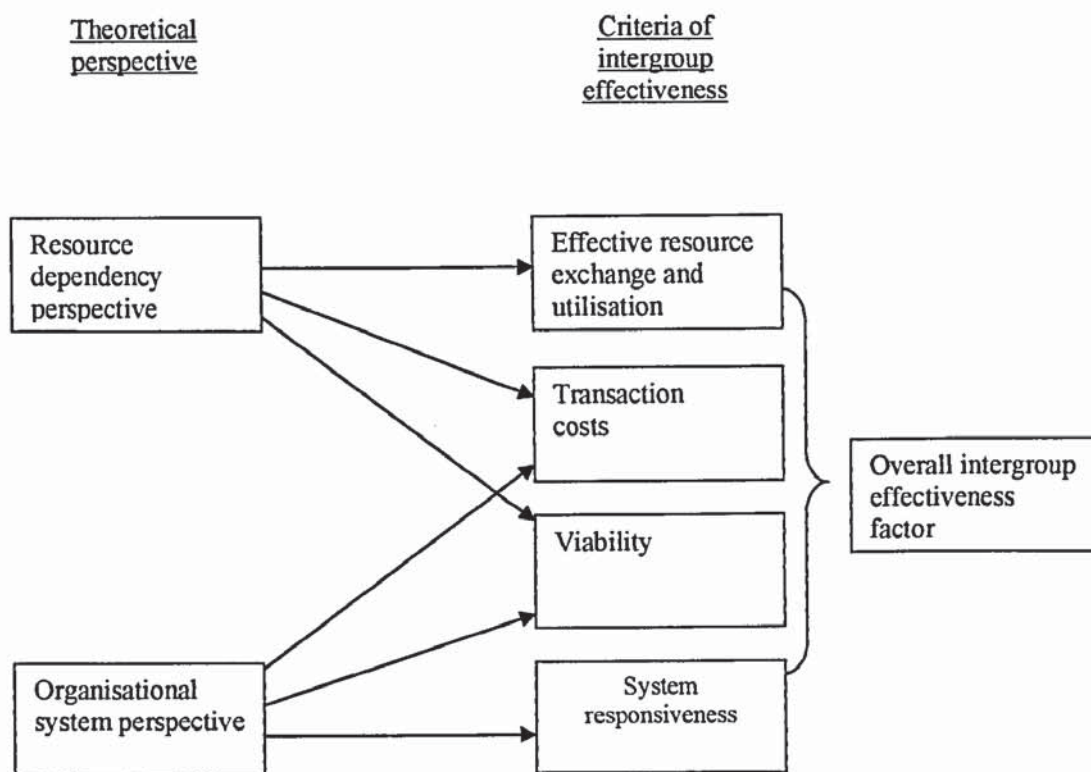 Theoretical
perspective
Criteria of
intergroup
effectiveness
Resource
dependency
perspective
Effective resource
exchange and
utilisation
Transaction
costs
Viability
Overall intergroup
effectiveness
factor
Organisational
system perspective
System
responsiveness